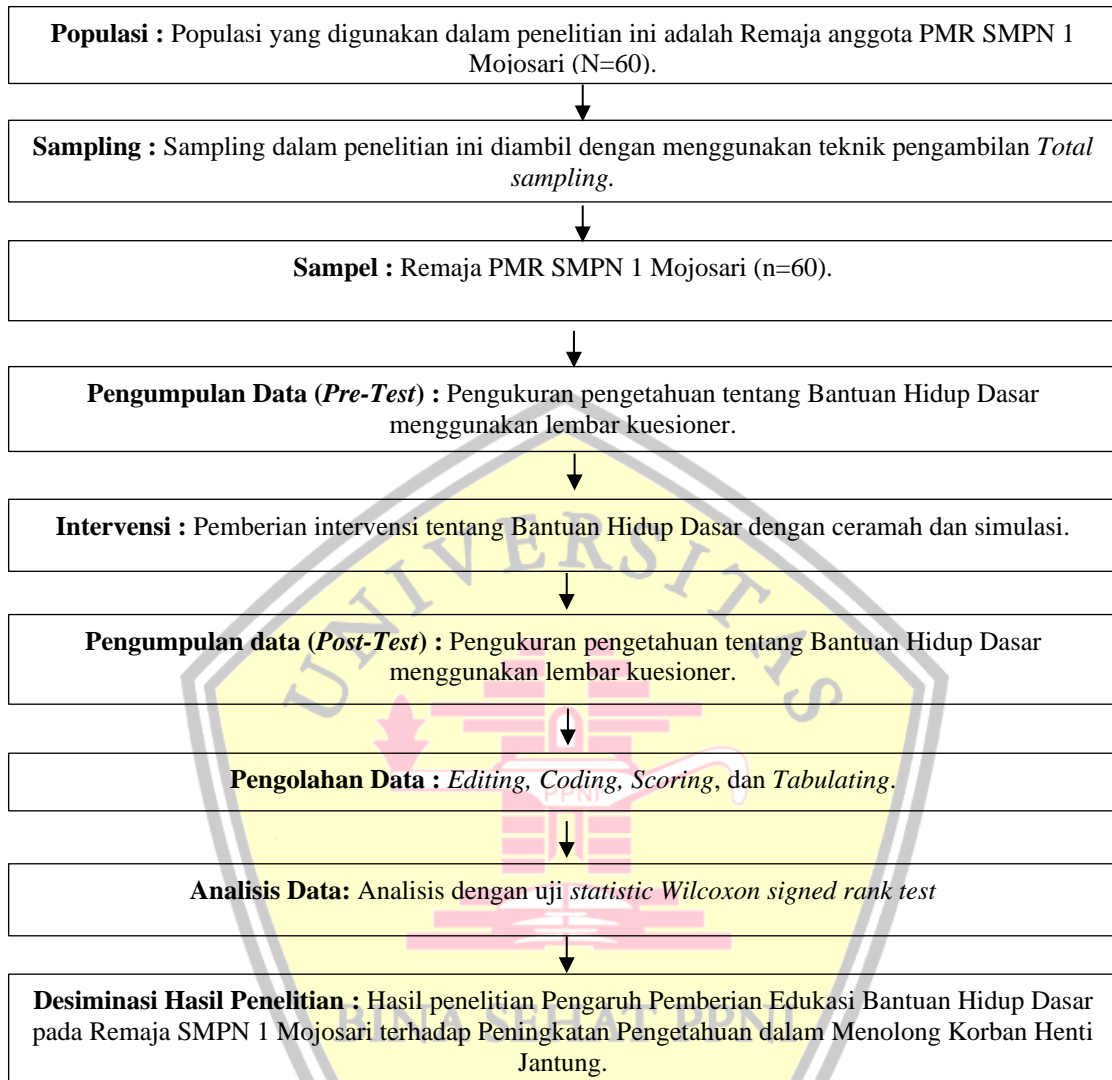 Populasi : Populasi yang digunakan dalam penelitian ini adalah Remaja anggota PMR SMPN 1
Mojosari (N=60).
Sampling : Sampling dalam penelitian ini diambil dengan menggunakan teknik pengambilan Total
sampling.
Sampel : Remaja PMR SMPN 1 Mojosari (n=60).
Pengumpulan Data (Pre-Test) : Pengukuran pengetahuan tentang Bantuan Hidup Dasar
menggunakan lembar kuesioner.
Intervensi : Pemberian intervensi tentang Bantuan Hidup Dasar dengan ceramah dan simulasi.
UNIVERSITAS
Pengumpulan data (Post-Test) : Pengukuran pengetahuan tentang Bantuan Hidup Dasar
menggunakan lembar kuesioner.
Pengolahan Data : Editing, Coding, Scoring, dan Tabulating.
PPNI
Analisis Data: Analisis dengan uji statistic Wilcoxon signed rank test
Desiminasi Hasil Penelitian : Hasil penelitian Pengaruh Pemberian Edukasi Bantuan Hidup Dasar
pada Remaja SMPN 1 Mojosari terhadap Peningkatan Pengetahuan dalam Menolong Korban Henti
Jantung.
BINA SEHAT PPNI